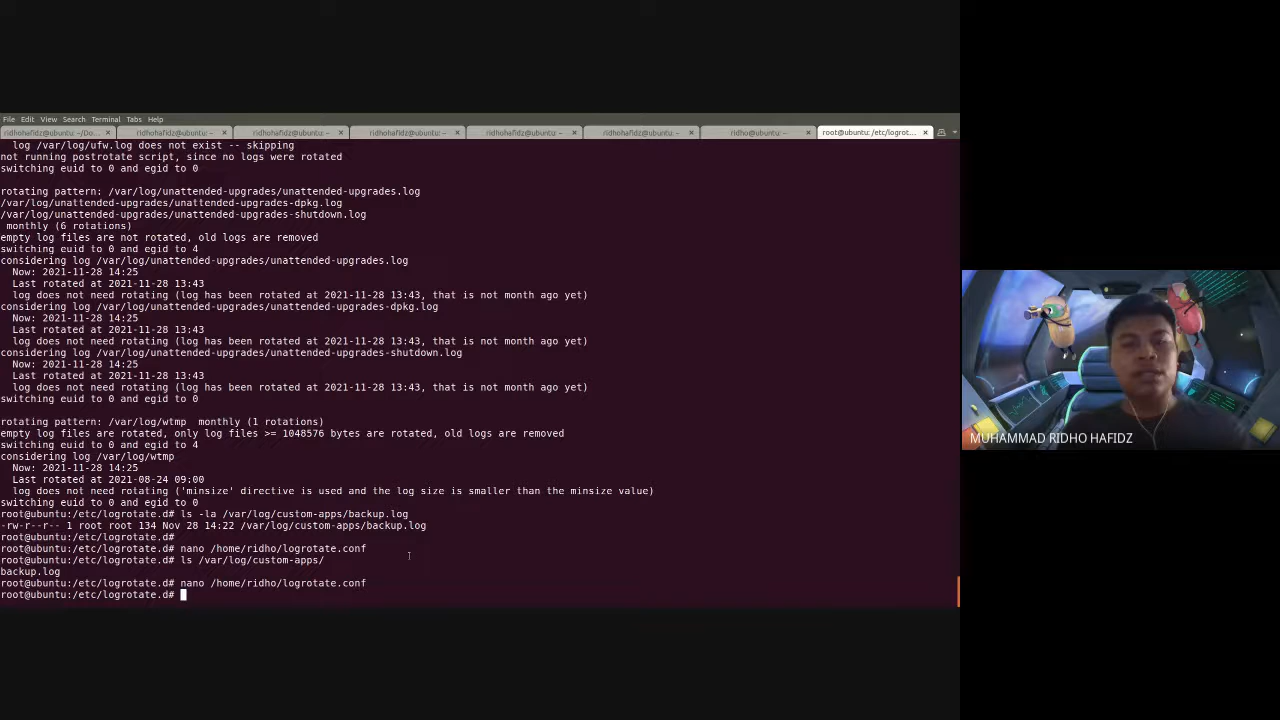 File Edit View Search Terminal Tabs Help
ridhohafidz@ubuntu: ~/Do... × ridhohafidz@ubuntu: ~ × ridhohafidz@ubuntu: ~ × ridhohafidz@ubuntu: ~ × ridhohafidz@ubuntu: ~ × ridhohafidz@ubuntu: ~ × ridho@ubuntu: ~ × root@ubuntu: /etc/logrot... ×
log /var/log/ufw.log does not exist -- skipping
not running postrotate script, since no logs were rotated
switching euid to 0 and egid to 0
rotating pattern: /var/log/unattended-upgrades/unattended-upgrades.log
/var/log/unattended-upgrades/unattended-upgrades-dpkg.log
/var/log/unattended-upgrades/unattended-upgrades-shutdown.log
monthly (6 rotations)
empty log files are not rotated, old logs are removed
switching euid to 0 and egid to 4
considering log /var/log/unattended-upgrades/unattended-upgrades.log
Now: 2021-11-28 14:25
Last rotated at 2021-11-28 13:43
log does not need rotating (log has been rotated at 2021-11-28 13:43, that is not month ago yet)
considering log /var/log/unattended-upgrades/unattended-upgrades-dpkg.log
Now: 2021-11-28 14:25
Last rotated at 2021-11-28 13:43
log does not need rotating (log has been rotated at 2021-11-28 13:43, that is not month ago yet)
considering log /var/log/unattended-upgrades/unattended-upgrades-shutdown.log
Now: 2021-11-28 14:25
Last rotated at 2021-11-28 13:43
log does not need rotating (log has been rotated at 2021-11-28 13:43, that is not month ago yet)
switching euid to 0 and egid to 0
rotating pattern: /var/log/wtmp  monthly (1 rotations)
empty log files are rotated, only log files >= 1048576 bytes are rotated, old logs are removed
switching euid to 0 and egid to 4
considering log /var/log/wtmp
Now: 2021-11-28 14:25
Last rotated at 2021-08-24 09:00
log does not need rotating ('minsize' directive is used and the log size is smaller than the minsize value)
switching euid to 0 and egid to 0
root@ubuntu:/etc/logrotate.d# ls -la /var/log/custom-apps/backup.log
-rw-r--r-- 1 root root 134 Nov 28 14:22 /var/log/custom-apps/backup.log
root@ubuntu:/etc/logrotate.d#
root@ubuntu:/etc/logrotate.d# nano /home/ridho/logrotate.conf
root@ubuntu:/etc/logrotate.d# ls /var/log/custom-apps/
backup.log
root@ubuntu:/etc/logrotate.d# nano /home/ridho/logrotate.conf
root@ubuntu:/etc/logrotate.d#
MUHAMMAD RIDHO HAFIDZ